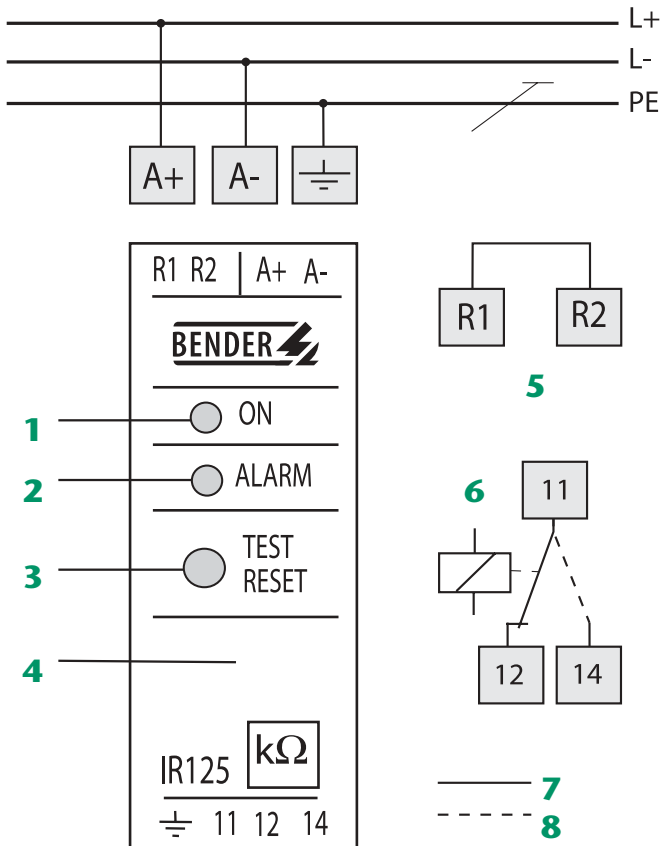 L+
L-
PE
A+ A-
R1 R2 A+ A-
BENDER
R1 R2
5
1 ON
2 ALARM
6 11
3 TEST
RESET
4
12 14
kΩ
IR125
7
11 12 14
8